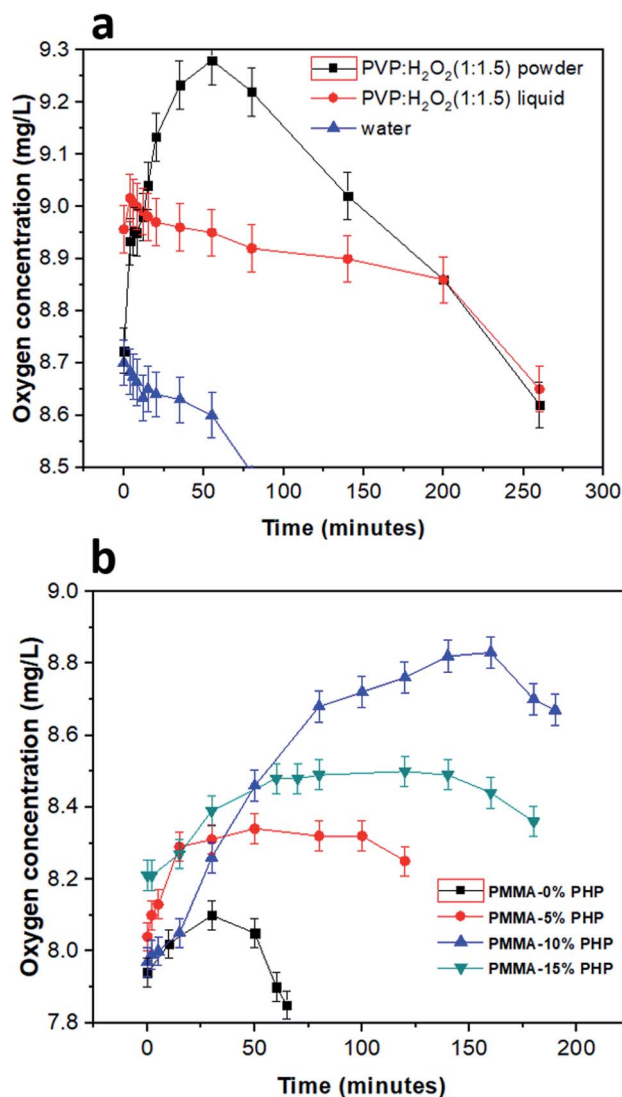 a
9.3
9.2
9.1
9.0
8.9
8.8
8.7
8.6
8.5
Oxygen concentration (mg/L)
PVP:H₂O₂(1:1.5) powder
PVP:H₂O₂(1:1.5) liquid
water
0 50 100 150 200 250 300
Time (minutes)
b
9.0
8.8
8.6
8.4
8.2
8.0
7.8
Oxygen concentration (mg/L)
PMMA-0% PHP
PMMA-5% PHP
PMMA-10% PHP
PMMA-15% PHP
0 50 100 150 200
Time (minutes)